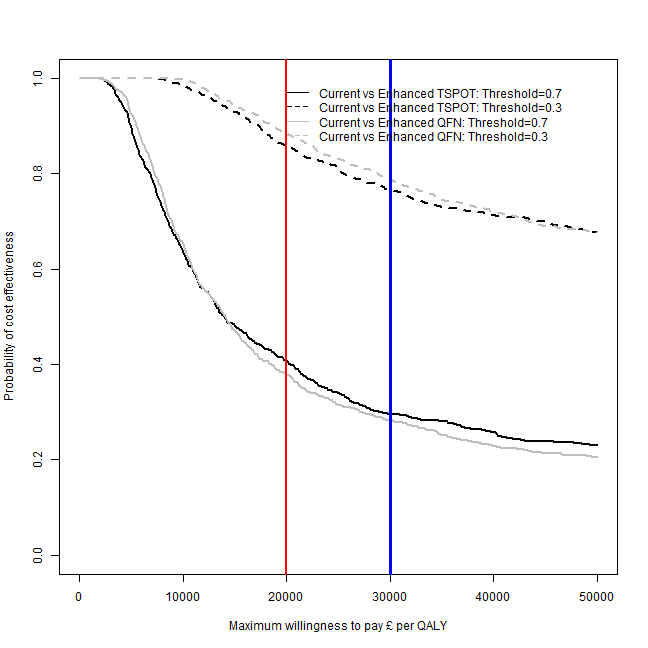 Current vs Enhanced TSPOT: Threshold=0.7
Current vs Enhanced TSPOT: Threshold=0.3
Current vs Enhanced QFN: Threshold=0.7
Current vs Enhanced QFN: Threshold=0.3
Probability of cost effectiveness
1.0
0.8
0.6
0.4
0.2
0.0
0 10000 20000 30000 40000 50000
Maximum willingness to pay £ per QALY